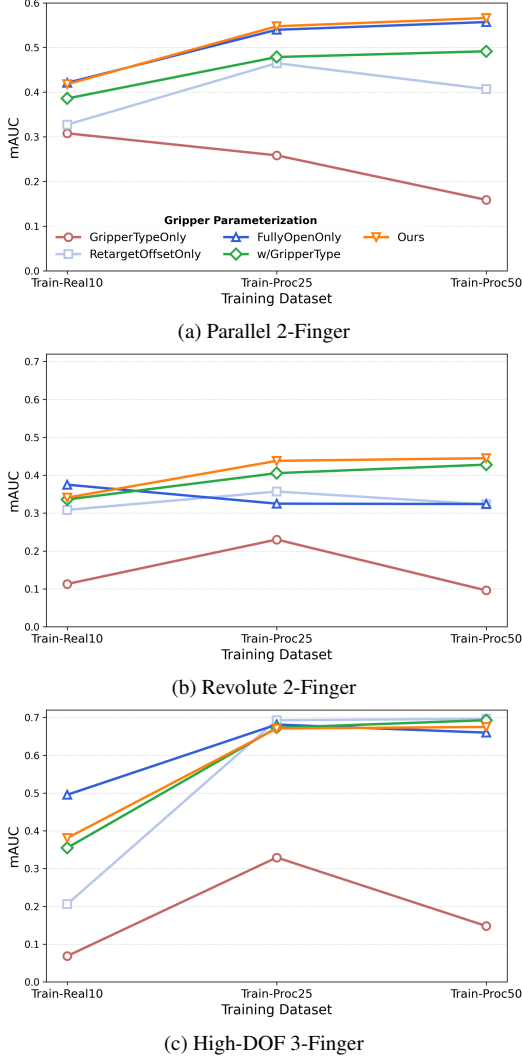 0.6
0.5
0.4
0.3
0.2
0.1
0.0
mAUC
Gripper Parameterization
GripperTypeOnly
FullyOpenOnly
Ours
RetargetOffsetOnly
w/GripperType
Train-Real10
Train-Proc25
Train-Proc50
Training Dataset
(a) Parallel 2-Finger
0.7
0.6
0.5
0.4
0.3
0.2
0.1
0.0
mAUC
Train-Real10
Train-Proc25
Train-Proc50
Training Dataset
(b) Revolute 2-Finger
0.7
0.6
0.5
0.4
0.3
0.2
0.1
0.0
mAUC
Train-Real10
Train-Proc25
Train-Proc50
Training Dataset
(c) High-DOF 3-Finger